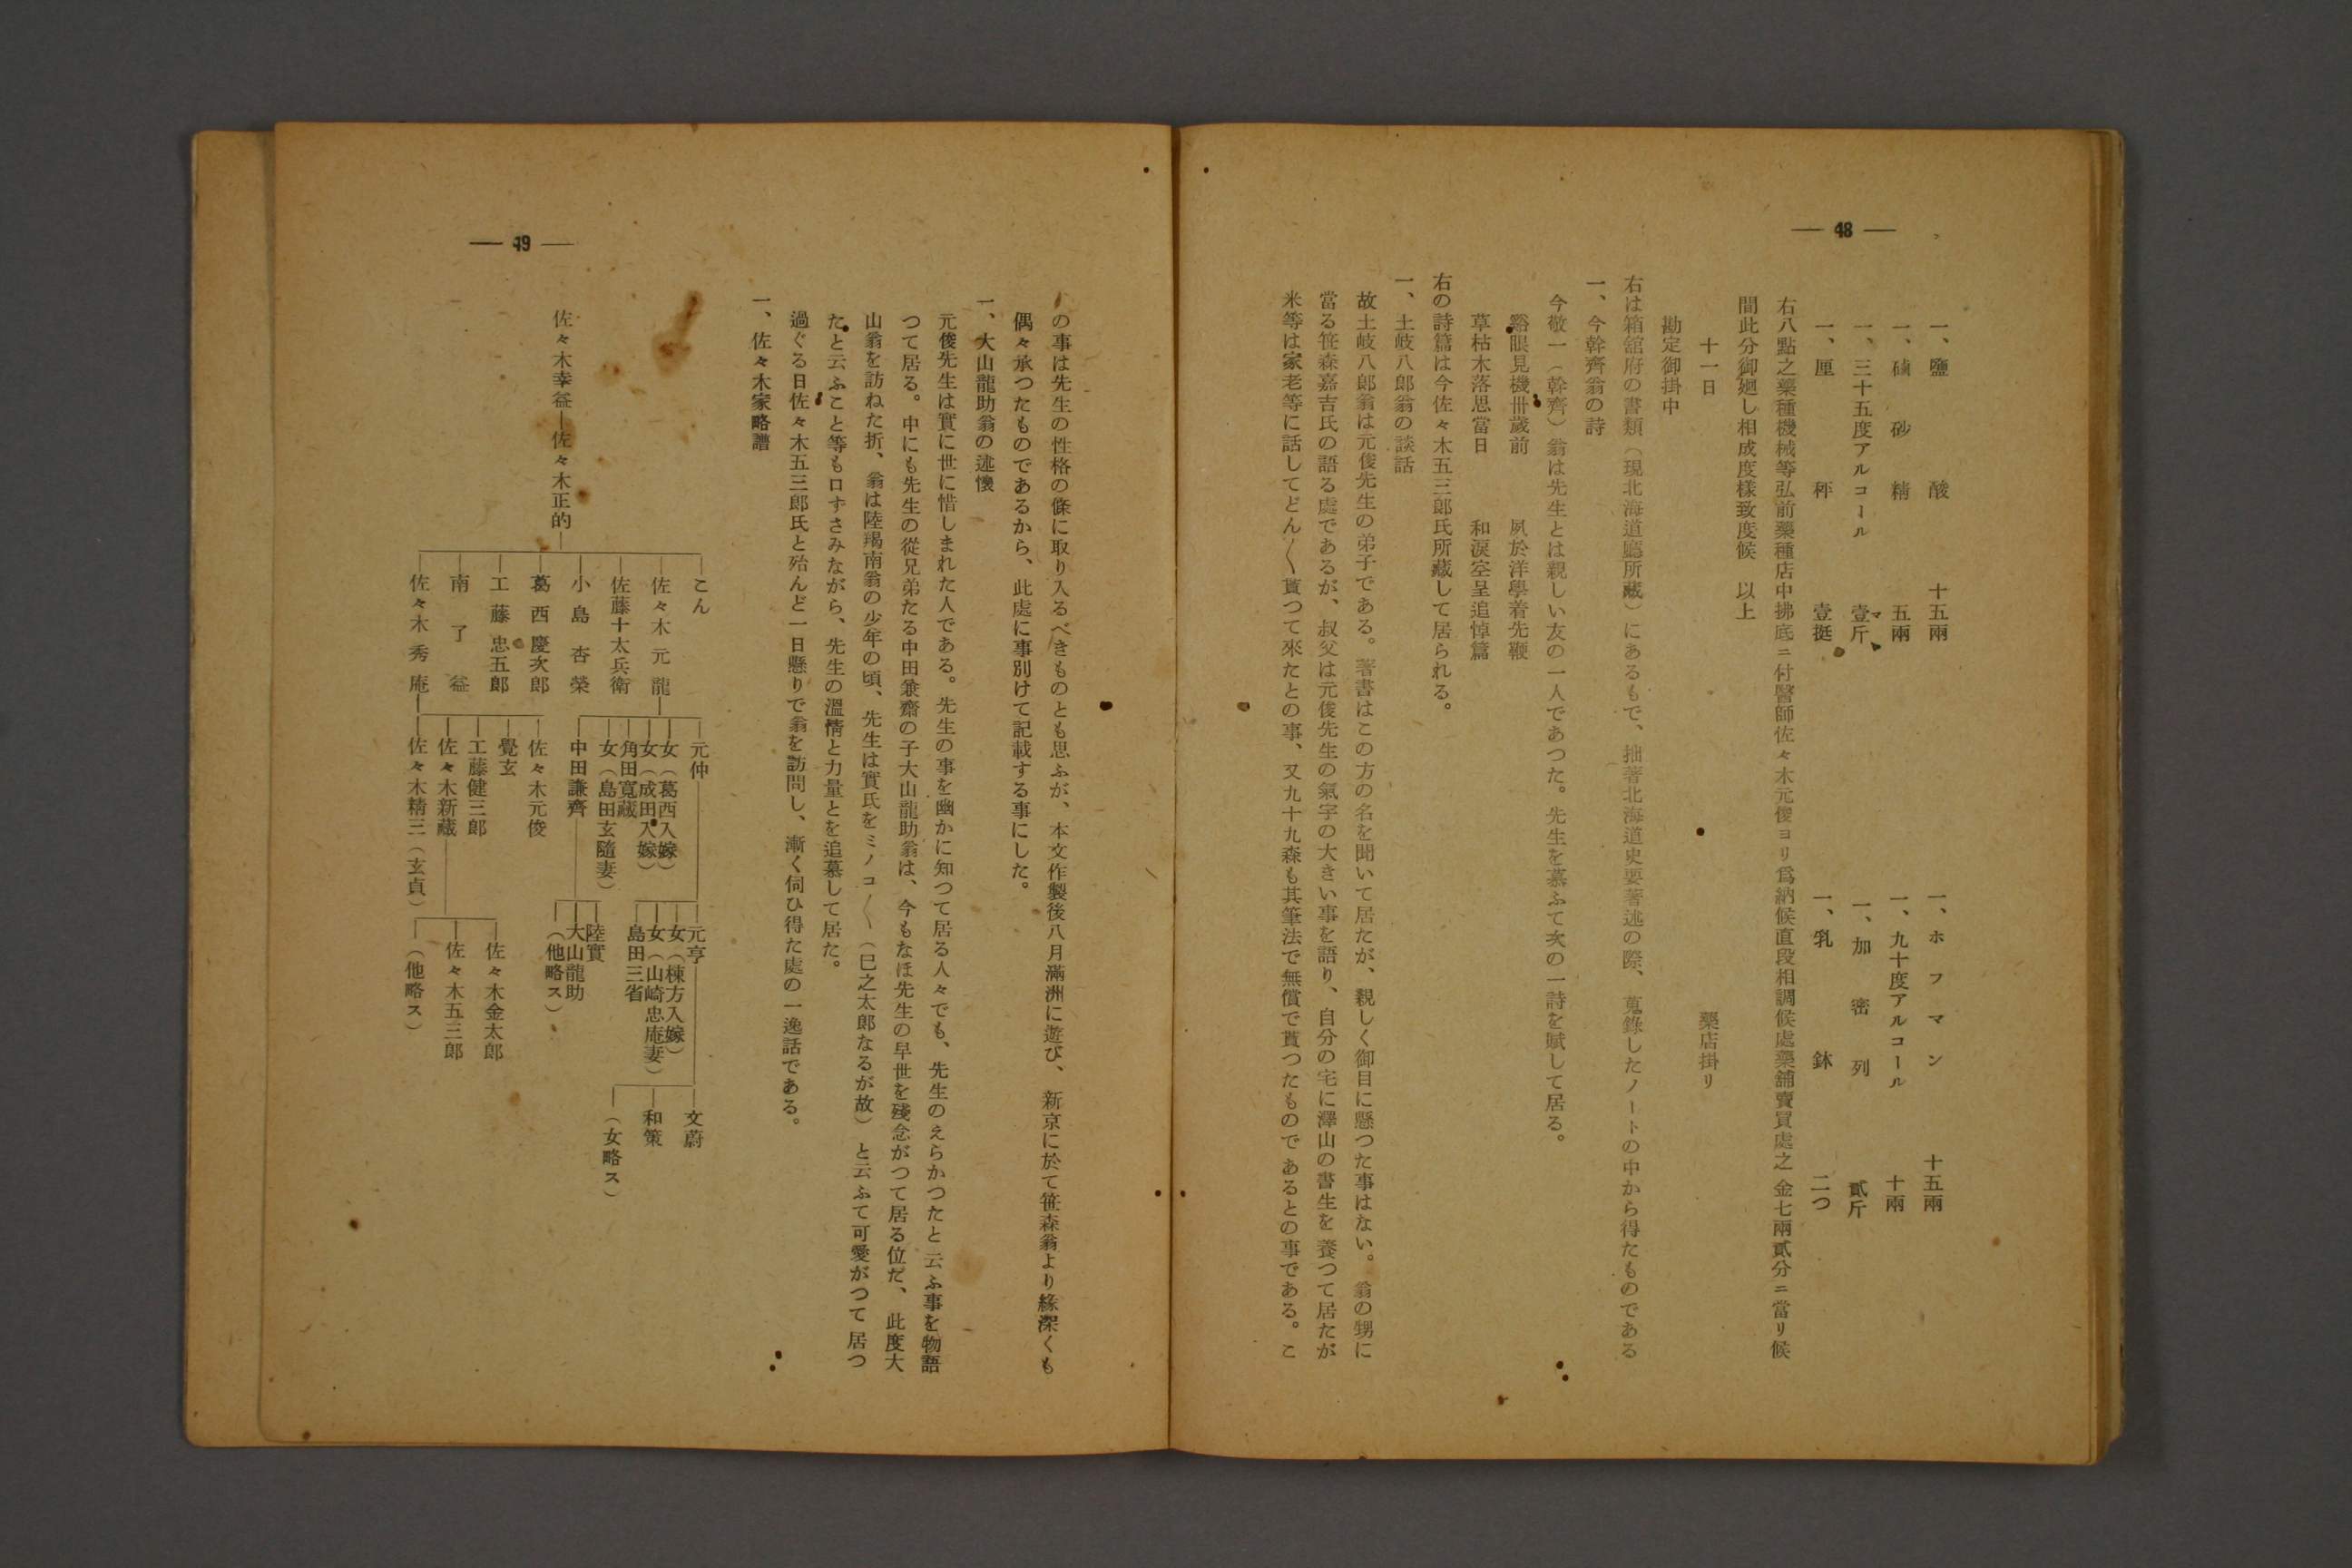 — 48 —
一、鹽　酸　十五兩　一、ホフマン　十五兩
一、砂精　五兩　一、九十度アルコール　十兩
一、三十五度アルコール　壹斤　一、加密列　貳斤
一、厘秤　壹挺　一、乳鉢　二つ
右八點之藥種機械等弘前藥種店中拂底ニ付醫師佐々木元俊ヨリ爲納候直段相調候處藥舖賣買處之金七兩貳分ニ當リ候
間此分御廻し相成度樣致度候　以上
十一日　藥店掛リ
勘定御掛中
右は箱舘府の書類（現北海道廳所藏）にあるもで、拙著北海道史要著述の際、蒐錄したノートの中から得たものである
一、今幹齊翁の詩
今敬一（幹齊）翁は先生とは親しい友の一人であつた。先生を慕ふて次の一詩を賦して居る。
豁眼見機卅歲前　夙於洋學着先鞭
草枯木落思當日　和淚空呈追悼篇
右の詩篇は今佐々木五三郎氏所藏して居られる。
一、土岐八郎翁の談話
故土岐八郎翁は元俊先生の弟子である。著書はこの方の名を聞いて居たが、親しく御目に懸つた事はない。翁の甥に
當る笹森嘉吉氏の語る處であるが、叔父は元俊先生の氣字の大きい事を語り、自分の宅に澤山の書生を養つて居たが
米等は家老等に話してどん〱貰つて來たとの事、又九十九森も其筆法で無償で貰つたものであるとの事である。こ
— 49 —
の事は先生の性格の條に取り入るべきものとも思ふが、本文作製後八月滿洲に遊び、新京に於て笹森翁より緣深くも
偶々承つたものであるから、此處に事別けて記載する事にした。
一、大山龍助翁の述懷
元俊先生は實に世に惜しまれた人である。先生の事を幽かに知つて居る人々でも、先生のえらかつたと云ふ事を物語
つて居る。中にも先生の從兄弟たる中田兼齋の子大山龍助翁は、今もなほ先生の早世を殘念がつて居る位だ、此度大
山翁を訪ねた折、翁は陸羯南翁の少年の頃、先生は實氏をミノコ〱（巳之太郎なるが故）と云ふて可愛がつて居つ
たと云ふこと等も口すさみながら、先生の溫情と力量とを追慕して居た。
過ぐる日佐々木五三郎氏と殆んど一日懸りで翁を訪問し、漸く伺ひ得た處の一逸話である。
一、佐々木家略譜
佐々木幸益—佐々木正的
こん
佐々木元龍
佐藤十太兵衛
小島杏榮
葛西慶次郎
工藤忠五郎
南了益
佐々木秀庵
元仲
女（葛西入嫁）
女（成田入嫁）
角田寬藏
女（島田玄隨妻）
中田謙齊
佐々木元俊
覺玄
工藤健三郎
佐々木新藏
佐々木精三（玄貞）
元亨
女（棟方入嫁）
女（山崎忠庵妻）
島田三省
陸實
大山龍助
（他略ス）
佐々木金太郎
佐々木五三郎
（他略ス）
文蔚
和策
（女略ス）